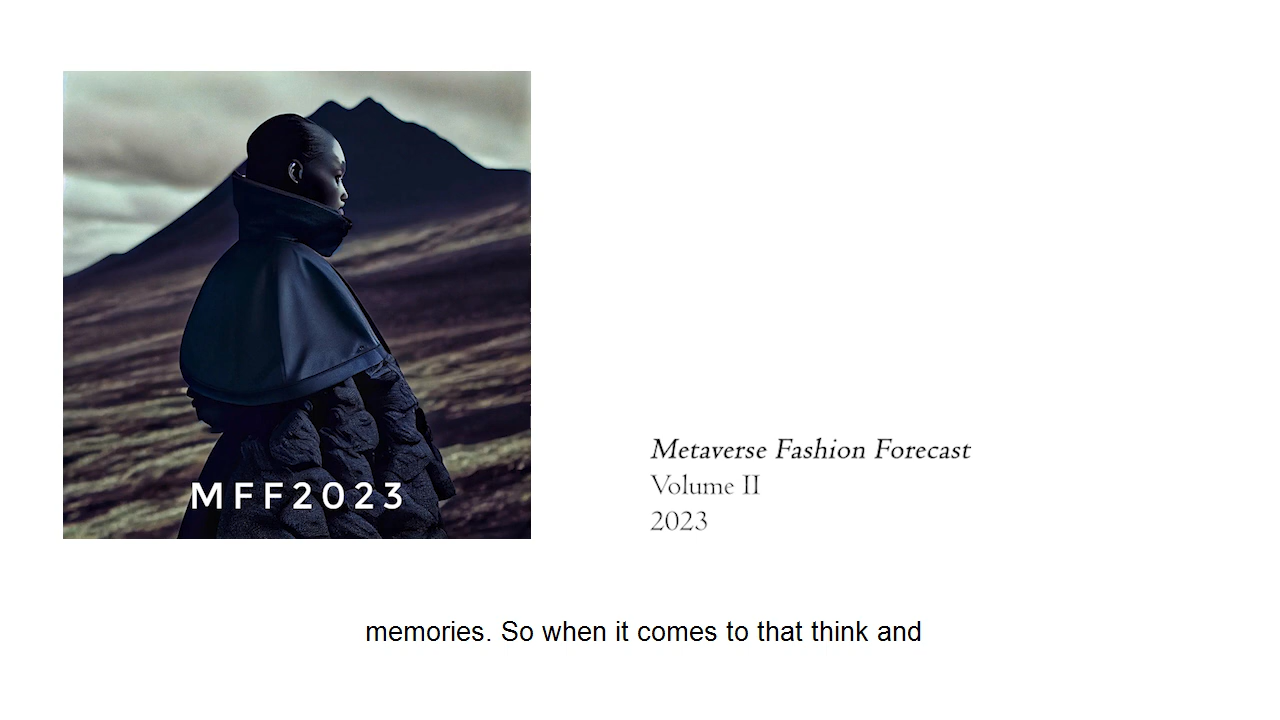 MFF2023
Metaverse Fashion Forecast
Volume II
2023
memories. So when it comes to that think and